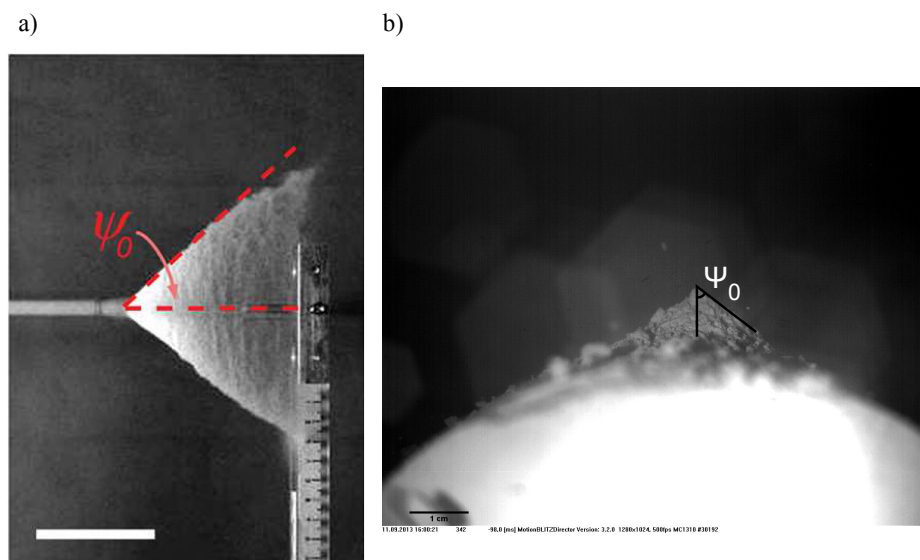 a)
b)
ψ0
Ψ0
1 cm
11.09.2013 16:00:21 342 -98.0 [ms] MotionBLITZDirector Version: 3.2.0 1280x1024, 500fps MC1310 #30192